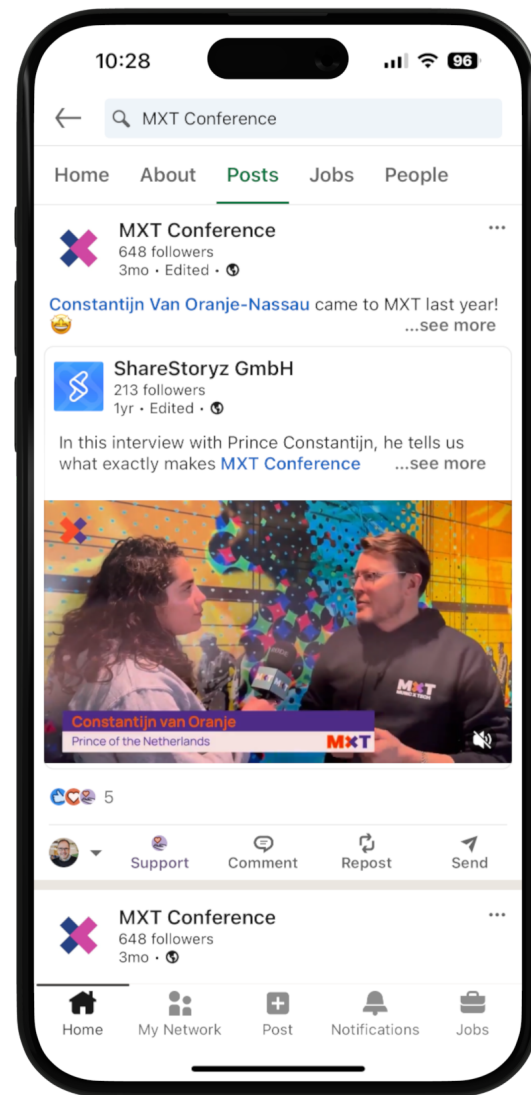 10:28
96
MXT Conference
Home About Posts Jobs People
MXT Conference
648 followers
3mo • Edited •
Constantijn Van Oranje-Nassau came to MXT last year!
...see more
ShareStoryz GmbH
213 followers
1yr • Edited •
In this interview with Prince Constantijn, he tells us
what exactly makes MXT Conference ...see more
MXT
Constantijn van Oranje
Prince of the Netherlands
MXT
5
Support Comment Repost Send
MXT Conference
648 followers
3mo •
Home My Network Post Notifications Jobs